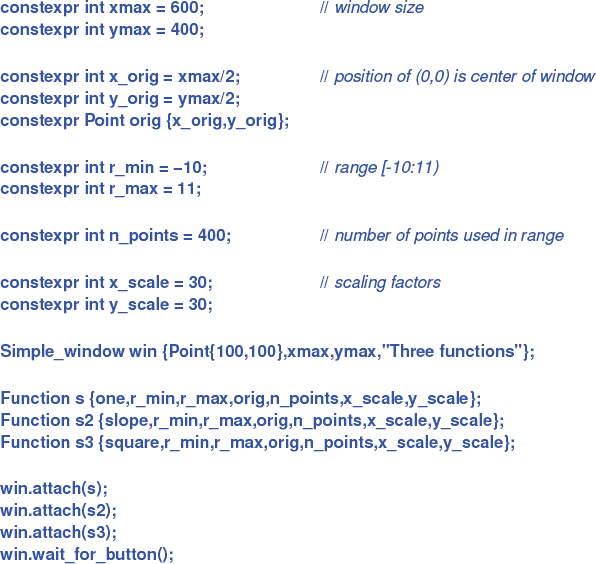 constexpr int xmax = 600; // window size
constexpr int ymax = 400;
constexpr int x_orig = xmax/2; // position of (0,0) is center of window
constexpr int y_orig = ymax/2;
constexpr Point orig {x_orig,y_orig};
constexpr int r_min = –10; // range [-10:11)
constexpr int r_max = 11;
constexpr int n_points = 400; // number of points used in range
constexpr int x_scale = 30; // scaling factors
constexpr int y_scale = 30;
Simple_window win {Point{100,100},xmax,ymax,"Three functions"};
Function s {one,r_min,r_max,orig,n_points,x_scale,y_scale};
Function s2 {slope,r_min,r_max,orig,n_points,x_scale,y_scale};
Function s3 {square,r_min,r_max,orig,n_points,x_scale,y_scale};
win.attach(s);
win.attach(s2);
win.attach(s3);
win.wait_for_button();